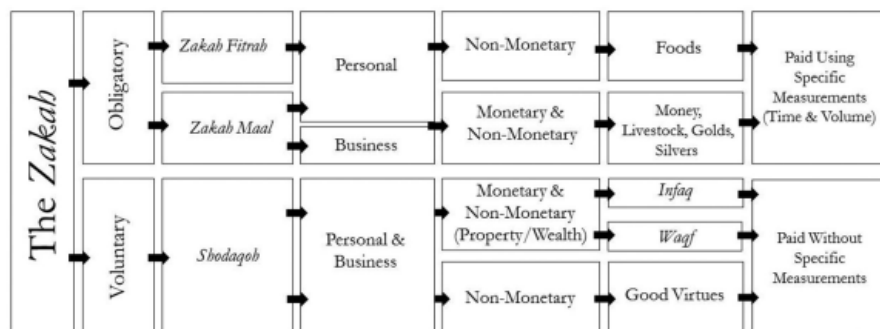 The Zakah
Obligatory
Zakah Fitrah
Zakah Maal
Personal
Business
Non-Monetary
Monetary &
Non-Monetary
Foods
Money,
Livestock, Golds,
Silvers
Paid Using
Specific
Measurements
(Time & Volume)
Voluntary
Shodaqoh
Personal &
Business
Monetary &
Non-Monetary
(Property/Wealth)
Non-Monetary
Infaq
Waqf
Good Virtues
Paid Without
Specific
Measurements